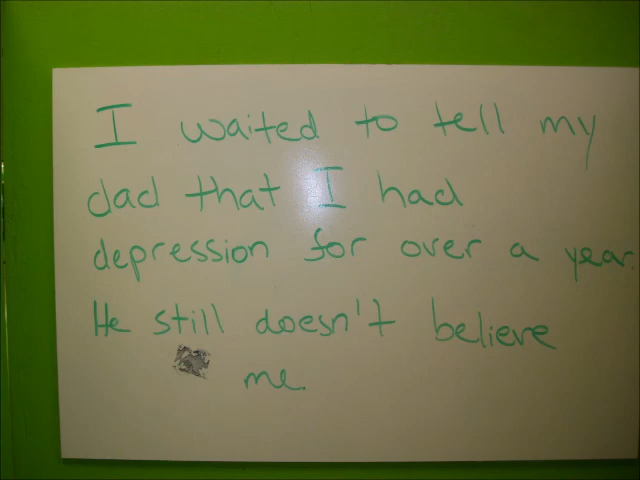 I waited to tell my
dad that I had
depression for over a year.
He still doesn't believe
me.